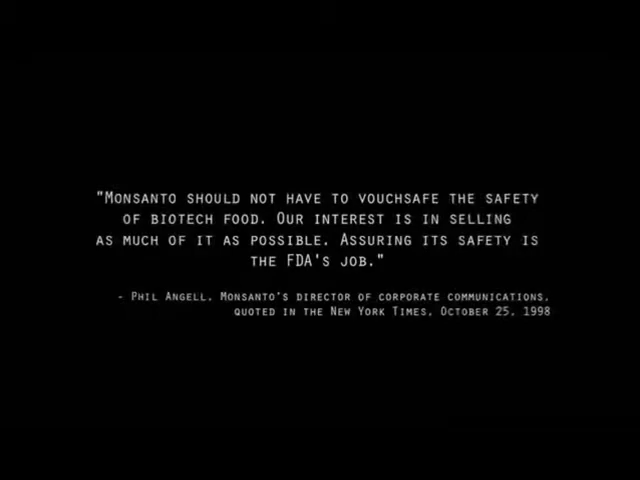 "Monsanto should not have to vouchsafe the safety
of biotech food. Our interest is in selling
as much of it as possible. Assuring its safety is
the FDA's job."
- Phil Angell, Monsanto's director of corporate communications,
quoted in the New York Times, October 25, 1998